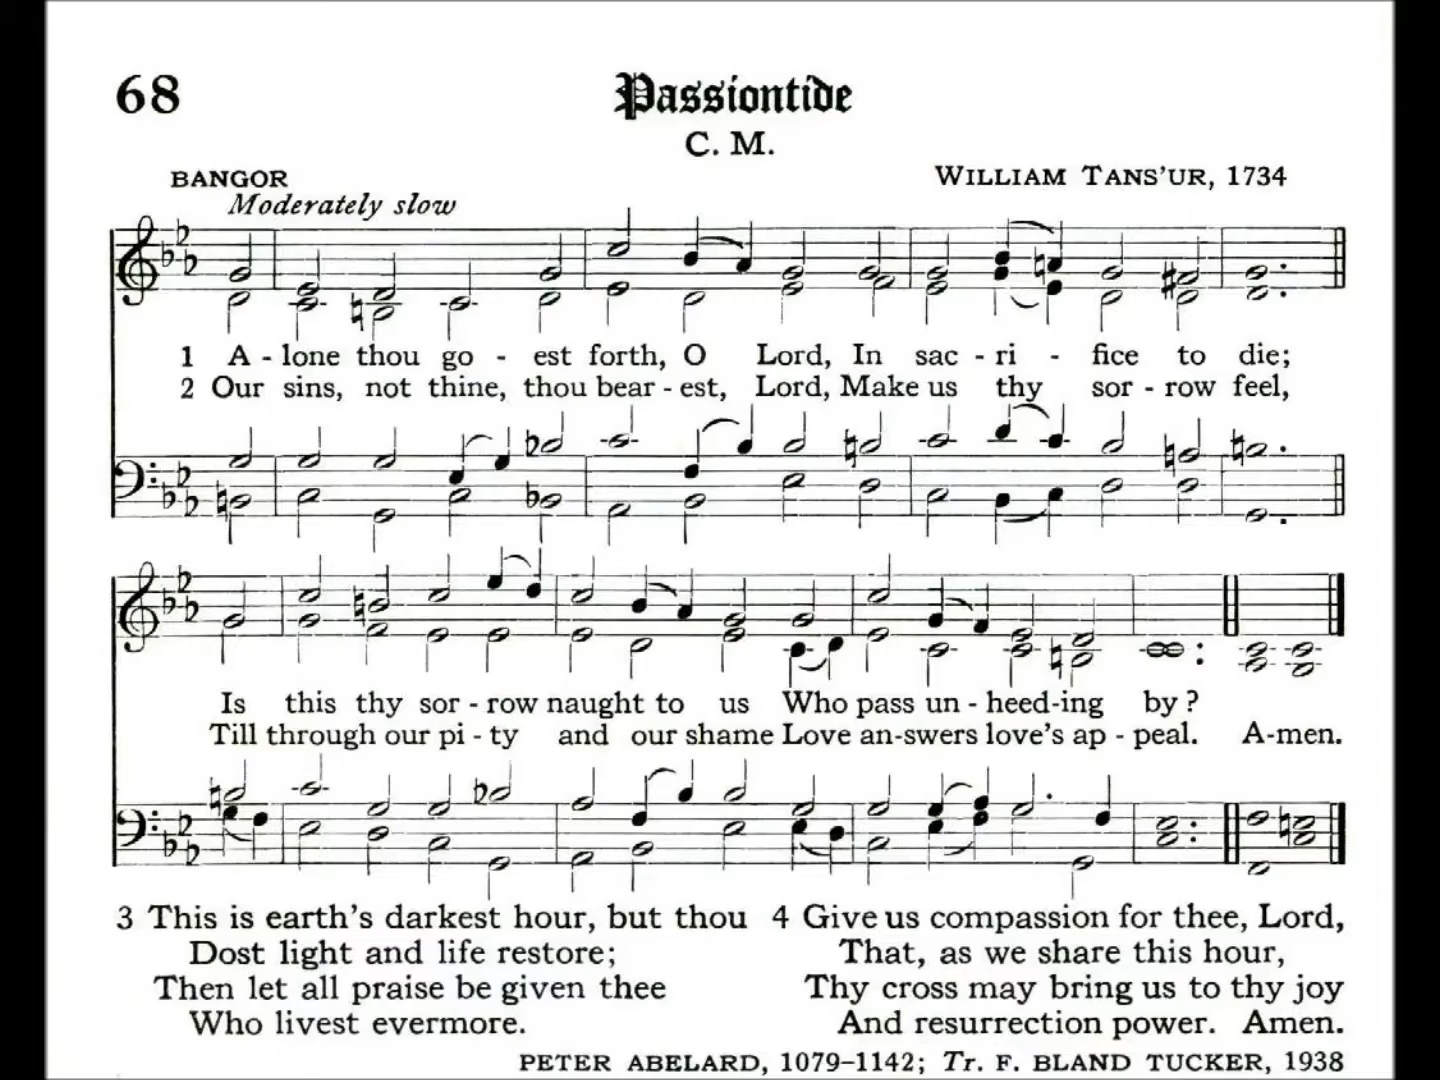 68 Passiontide
C. M.
BANGOR WILLIAM TANS'UR, 1734
Moderately slow
1 A - lone thou go - est forth, O Lord, In sac - ri - fice to die;
2 Our sins, not thine, thou bear - est, Lord, Make us thy sor - row feel,
Is this thy sor - row naught to us Who pass un - heed-ing by?
Till through our pi - ty and our shame Love an-swers love's ap - peal. A-men.
3 This is earth's darkest hour, but thou
Dost light and life restore;
Then let all praise be given thee
Who livest evermore.
4 Give us compassion for thee, Lord,
That, as we share this hour,
Thy cross may bring us to thy joy
And resurrection power. Amen.
PETER ABELARD, 1079–1142; Tr. F. BLAND TUCKER, 1938